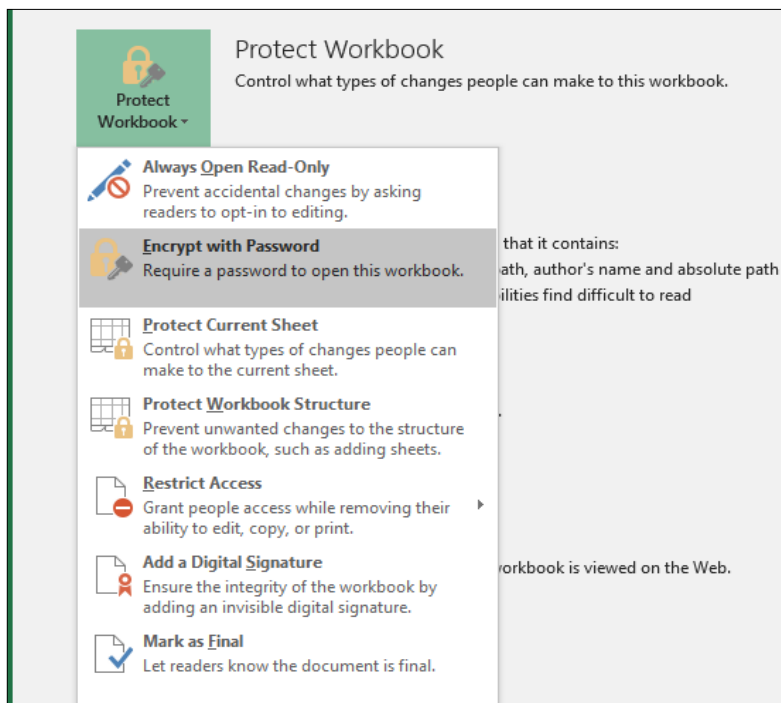 Protect Workbook
Control what types of changes people can make to this workbook.
Protect
Workbook
Always Open Read-Only
Prevent accidental changes by asking
readers to opt-in to editing.
Encrypt with Password
Require a password to open this workbook.
that it contains:
ath, author's name and absolute path
ilities find difficult to read
Protect Current Sheet
Control what types of changes people can
make to the current sheet.
Protect Workbook Structure
Prevent unwanted changes to the structure
of the workbook, such as adding sheets.
Restrict Access
Grant people access while removing their
ability to edit, copy, or print.
Add a Digital Signature
Ensure the integrity of the workbook by
adding an invisible digital signature.
orkbook is viewed on the Web.
Mark as Final
Let readers know the document is final.